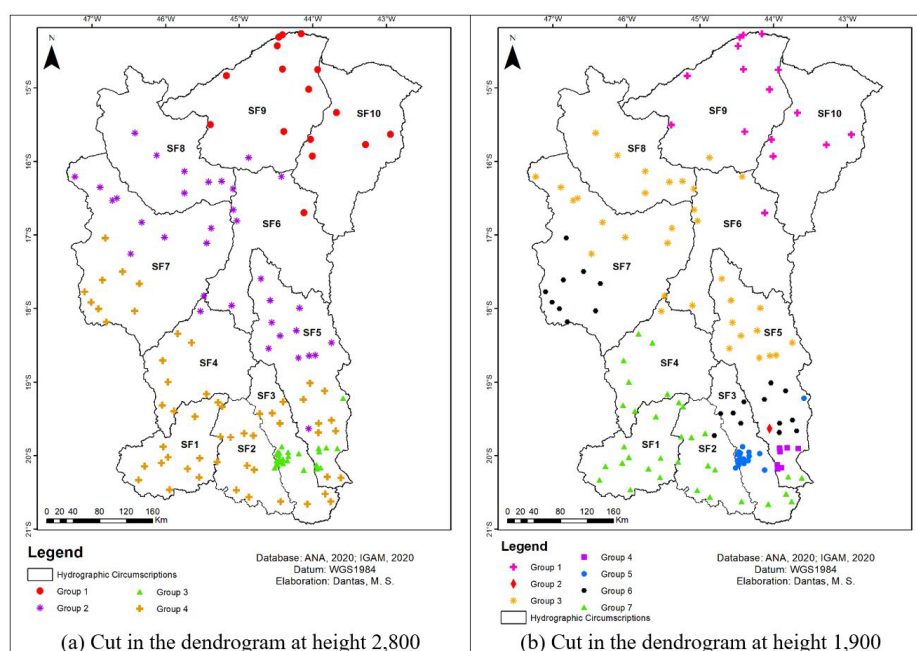 47°W 46°W 45°W 44°W 43°W
N
15°S
16°S
17°S
18°S
19°S
20°S
21°S
SF9
SF10
SF8
SF6
SF7
SF5
SF4
SF3
SF1
SF2
0 20 40 80 120 160
Km
Legend
Hydrographic Circumscriptions
Group 1
Group 2
Group 3
Group 4
Database: ANA, 2020; IGAM, 2020
Datum: WGS1984
Elaboration: Dantas, M. S.
(a) Cut in the dendrogram at height 2,800
47°W 46°W 45°W 44°W 43°W
N
15°S
16°S
17°S
18°S
19°S
20°S
21°S
SF9
SF10
SF8
SF6
SF7
SF5
SF4
SF3
SF1
SF2
0 20 40 80 120 160
Km
Legend
Group 1
Group 2
Group 3
Group 4
Group 5
Group 6
Group 7
Hydrographic Circumscriptions
Database: ANA, 2020; IGAM, 2020
Datum: WGS1984
Elaboration: Dantas, M. S.
(b) Cut in the dendrogram at height 1,900